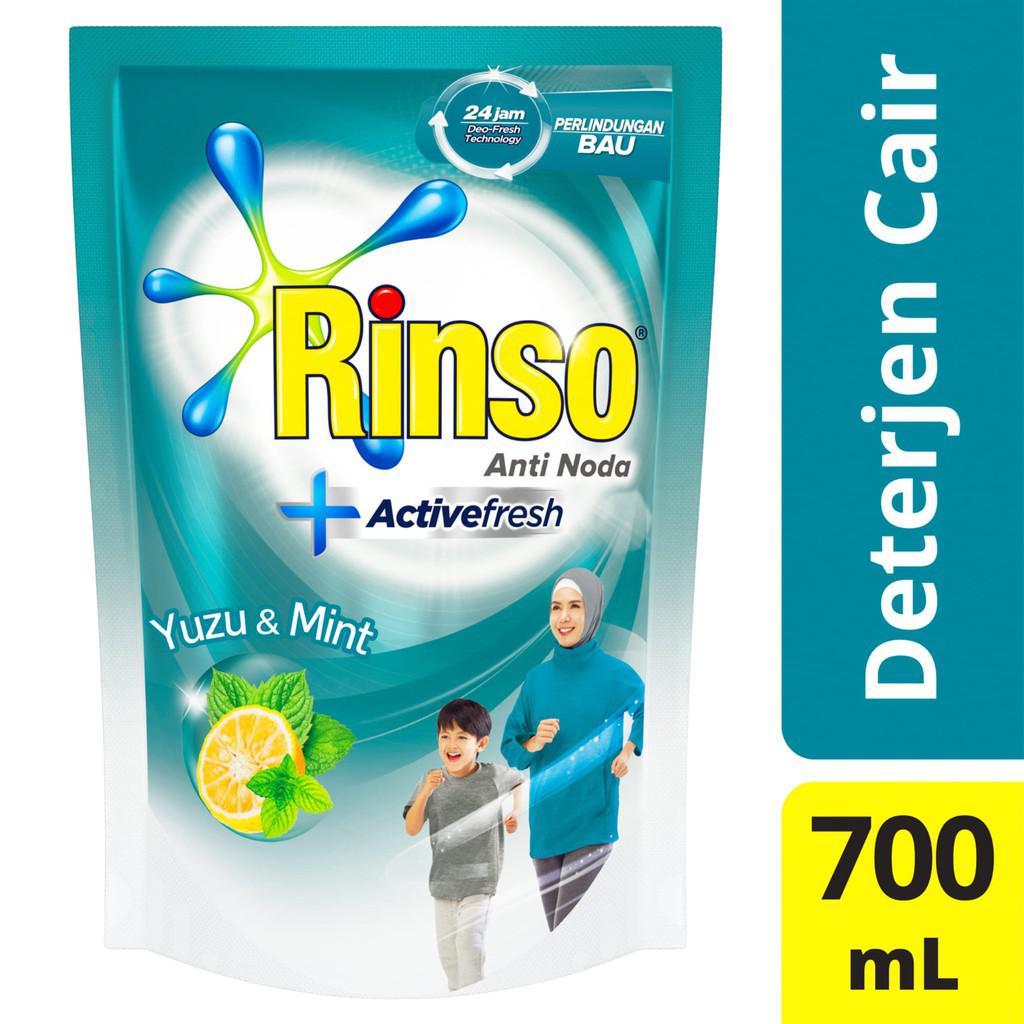 24 jam
Deo-Fresh
Technology
PERLINDUNGAN
BAU
Rinso®
Anti Noda
+ Activefresh
Yuzu & Mint
Deterjen Cair
700
mL